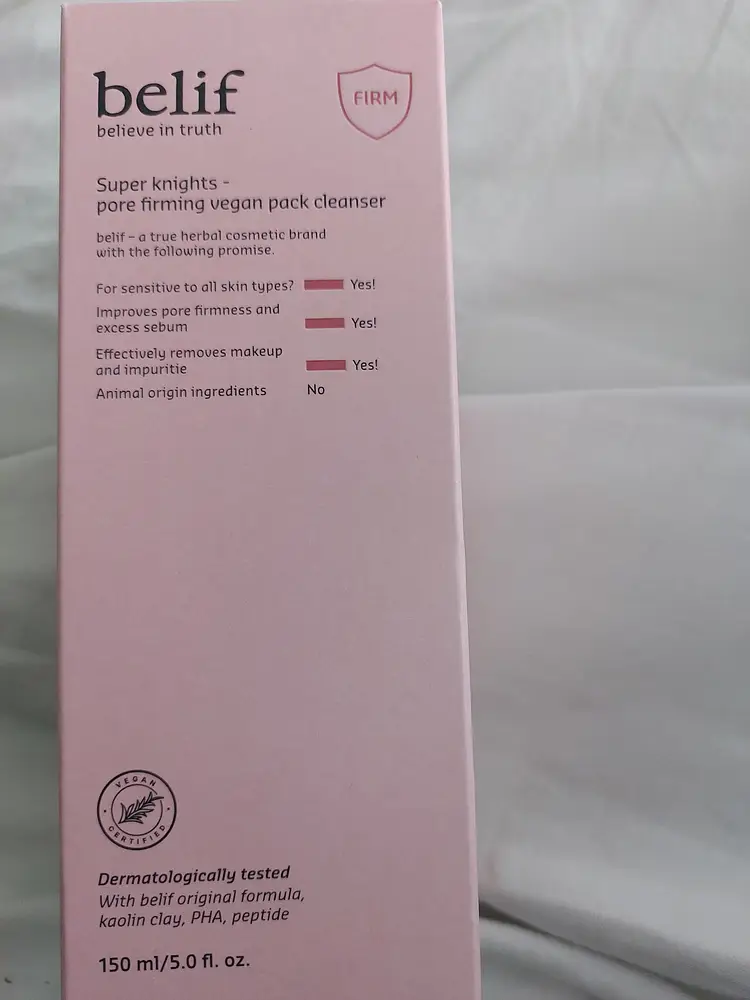 belif
believe in truth
FIRM
Super knights -
pore firming vegan pack cleanser
belif – a true herbal cosmetic brand
with the following promise.
For sensitive to all skin types? Yes!
Improves pore firmness and
excess sebum Yes!
Effectively removes makeup
and impuritie Yes!
Animal origin ingredients No
VEGAN
CERTIFIED
Dermatologically tested
With belif original formula,
kaolin clay, PHA, peptide
150 ml/5.0 fl. oz.